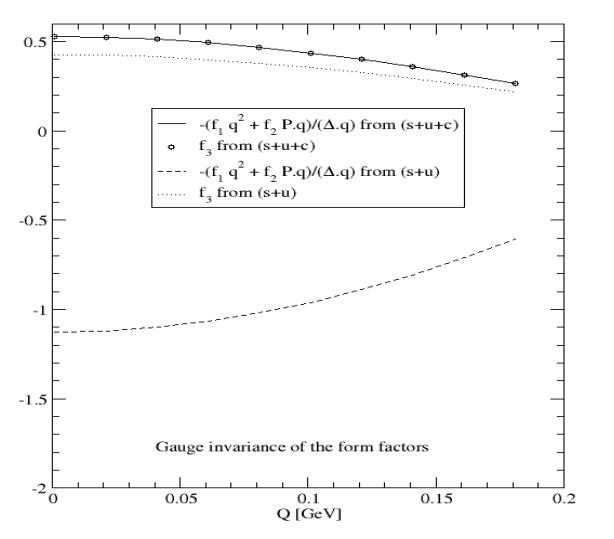 0.5
0
-0.5
-1
-1.5
-2
-(f₁ q² + f₂ P.q)/(Δ.q) from (s+u+c)
f₃ from (s+u+c)
-(f₁ q² + f₂ P.q)/(Δ.q) from (s+u)
f₃ from (s+u)
Gauge invariance of the form factors
0 0.05 0.1 0.15 0.2
Q [GeV]